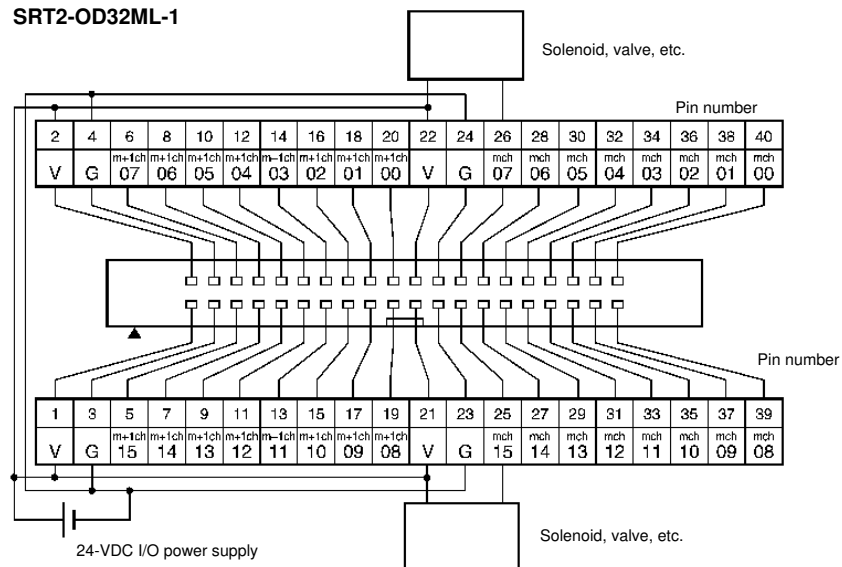 SRT2-OD32ML-1
Solenoid, valve, etc.
Pin number
2 4 6 8 10 12 14 16 18 20 22 24 26 28 30 32 34 36 38 40
m+1ch m+1ch m+1ch m+1ch m–1ch m+1ch m+1ch m+1ch mch mch mch mch mch mch mch mch
V G 07 06 05 04 03 02 01 00 V G 07 06 05 04 03 02 01 00
Pin number
1 3 5 7 9 11 13 15 17 19 21 23 25 27 29 31 33 35 37 39
m+1ch m+1ch m+1ch m+1ch m–1ch m+1ch m+1ch m+1ch mch mch mch mch mch mch mch mch
V G 15 14 13 12 11 10 09 08 V G 15 14 13 12 11 10 09 08
Solenoid, valve, etc.
24-VDC I/O power supply